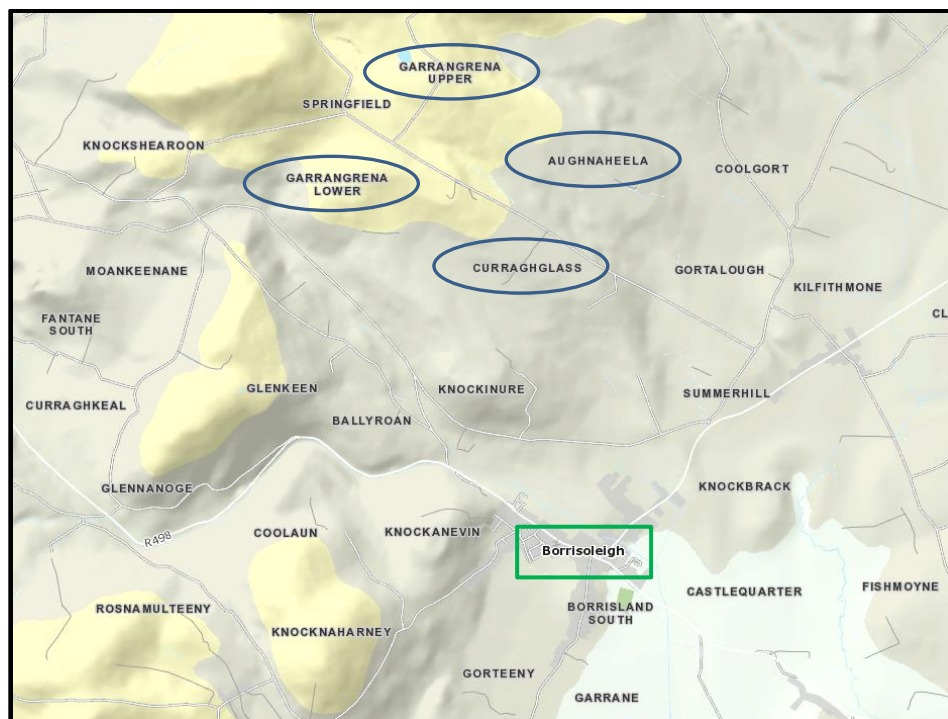 GARRANGRENA
UPPER
SPRINGFIELD
KNOCKSHEAROON
AUGHNAHEELA
COOLGORT
GARRANGRENA
LOWER
MOANKEENANE
CURRAGHGLASS
GORTALOUGH
KILFITHMONE
FANTANE
SOUTH
CL
GLENKEEN
KNOCKINURE
SUMMERHILL
CURRAGHKEAL
BALLYROAN
GLENNANOGE
KNOCKBRACK
R498
COOLAUN
KNOCKANEVIN
Borrisoleigh
CASTLEQUARTER
FISHMOYNE
ROSNAMULTEENY
BORRISLAND
SOUTH
KNOCKNAHARNEY
GORTEENY
GARRANE